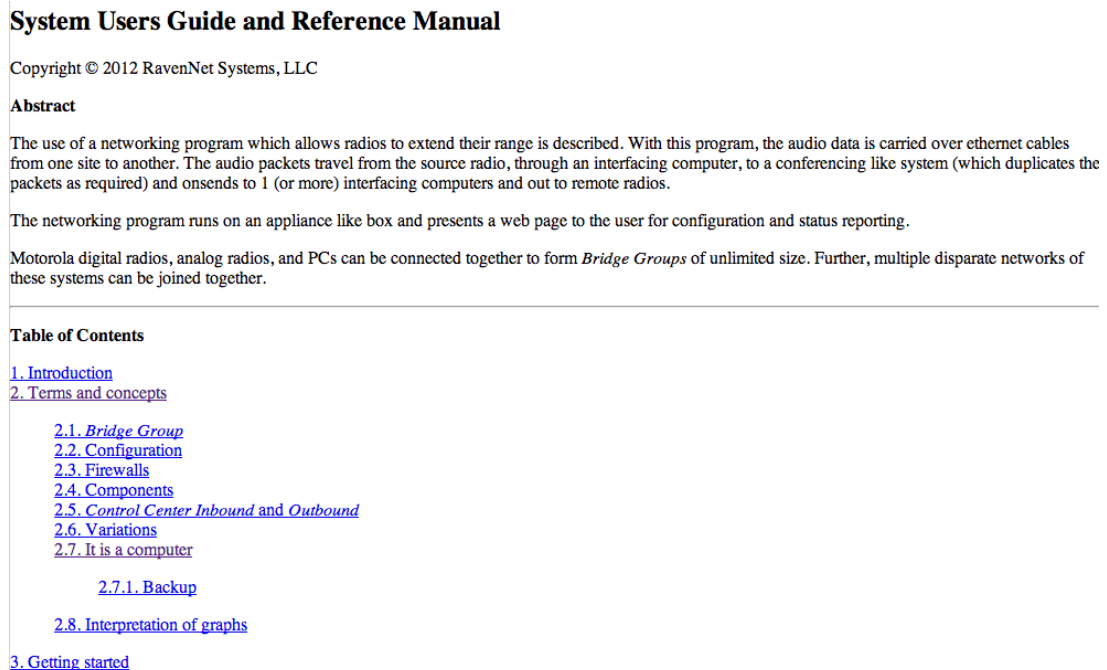 System Users Guide and Reference Manual
Copyright © 2012 RavenNet Systems, LLC
Abstract
The use of a networking program which allows radios to extend their range is described. With this program, the audio data is carried over ethernet cables
from one site to another. The audio packets travel from the source radio, through an interfacing computer, to a conferencing like system (which duplicates the
packets as required) and onsends to 1 (or more) interfacing computers and out to remote radios.
The networking program runs on an appliance like box and presents a web page to the user for configuration and status reporting.
Motorola digital radios, analog radios, and PCs can be connected together to form Bridge Groups of unlimited size. Further, multiple disparate networks of
these systems can be joined together.
Table of Contents
1. Introduction
2. Terms and concepts
2.1. Bridge Group
2.2. Configuration
2.3. Firewalls
2.4. Components
2.5. Control Center Inbound and Outbound
2.6. Variations
2.7. It is a computer
2.7.1. Backup
2.8. Interpretation of graphs
3. Getting started